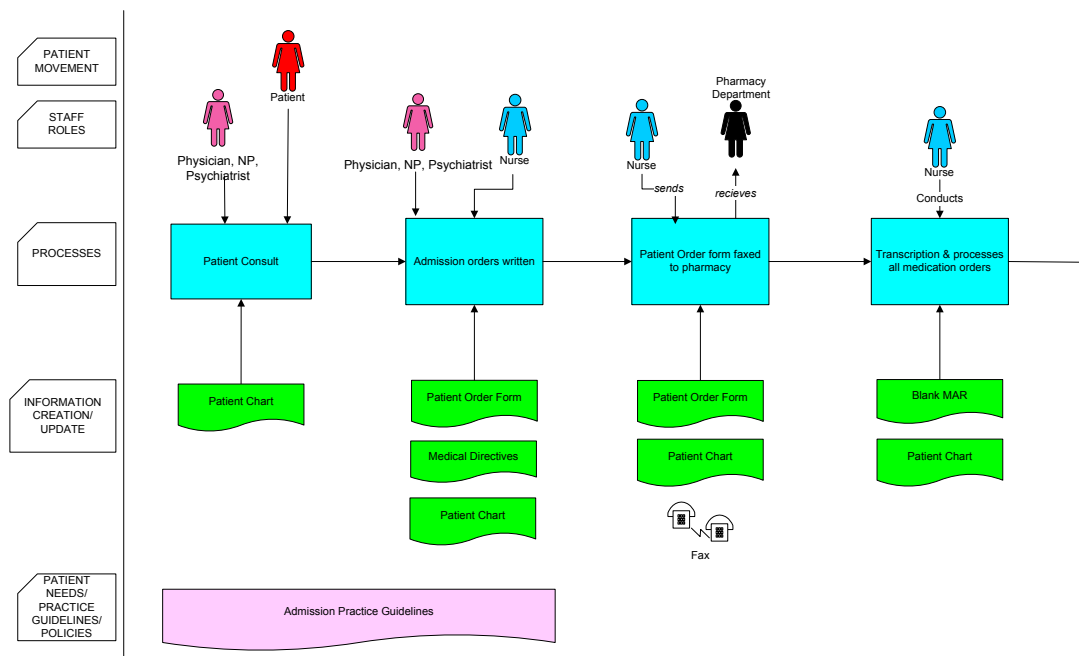 PATIENT
MOVEMENT
Patient
STAFF
ROLES
Physician, NP,
Psychiatrist
Physician, NP, Psychiatrist
Nurse
Nurse
sends
Pharmacy
Department
recieves
Nurse
Conducts
PROCESSES
Patient Consult
Admission orders written
Patient Order form faxed
to pharmacy
Transcription & processes
all medication orders
INFORMATION
CREATION/
UPDATE
Patient Chart
Patient Order Form
Medical Directives
Patient Chart
Patient Order Form
Patient Chart
Fax
Blank MAR
Patient Chart
PATIENT
NEEDS/
PRACTICE
GUIDELINES/
POLICIES
Admission Practice Guidelines